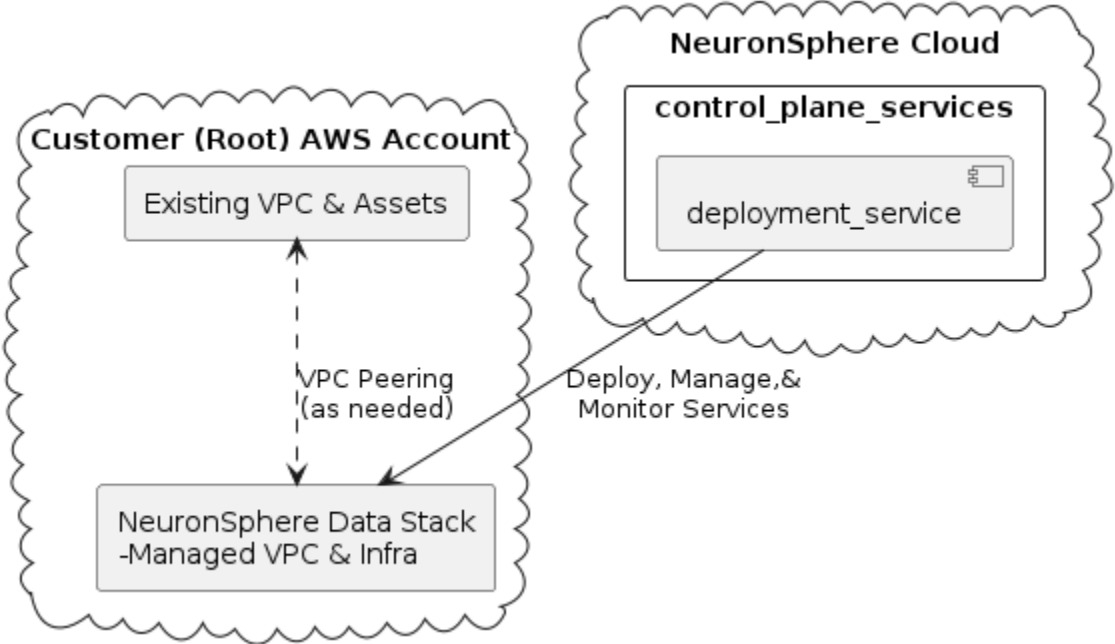 NeuronSphere Cloud
control_plane_services
deployment_service
Customer (Root) AWS Account
Existing VPC & Assets
VPC Peering
(as needed)
Deploy, Manage,&
Monitor Services
NeuronSphere Data Stack
-Managed VPC & Infra